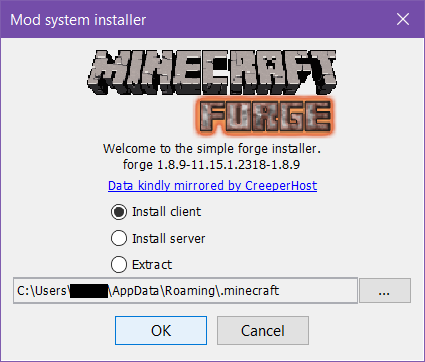 Mod system installer
MINECRAFT
FORGE
Welcome to the simple forge installer.
forge 1.8.9-11.15.1.2318-1.8.9
Data kindly mirrored by CreeperHost
Install client
Install server
Extract
C:\Users\ \AppData\Roaming\.minecraft
...
OK
Cancel